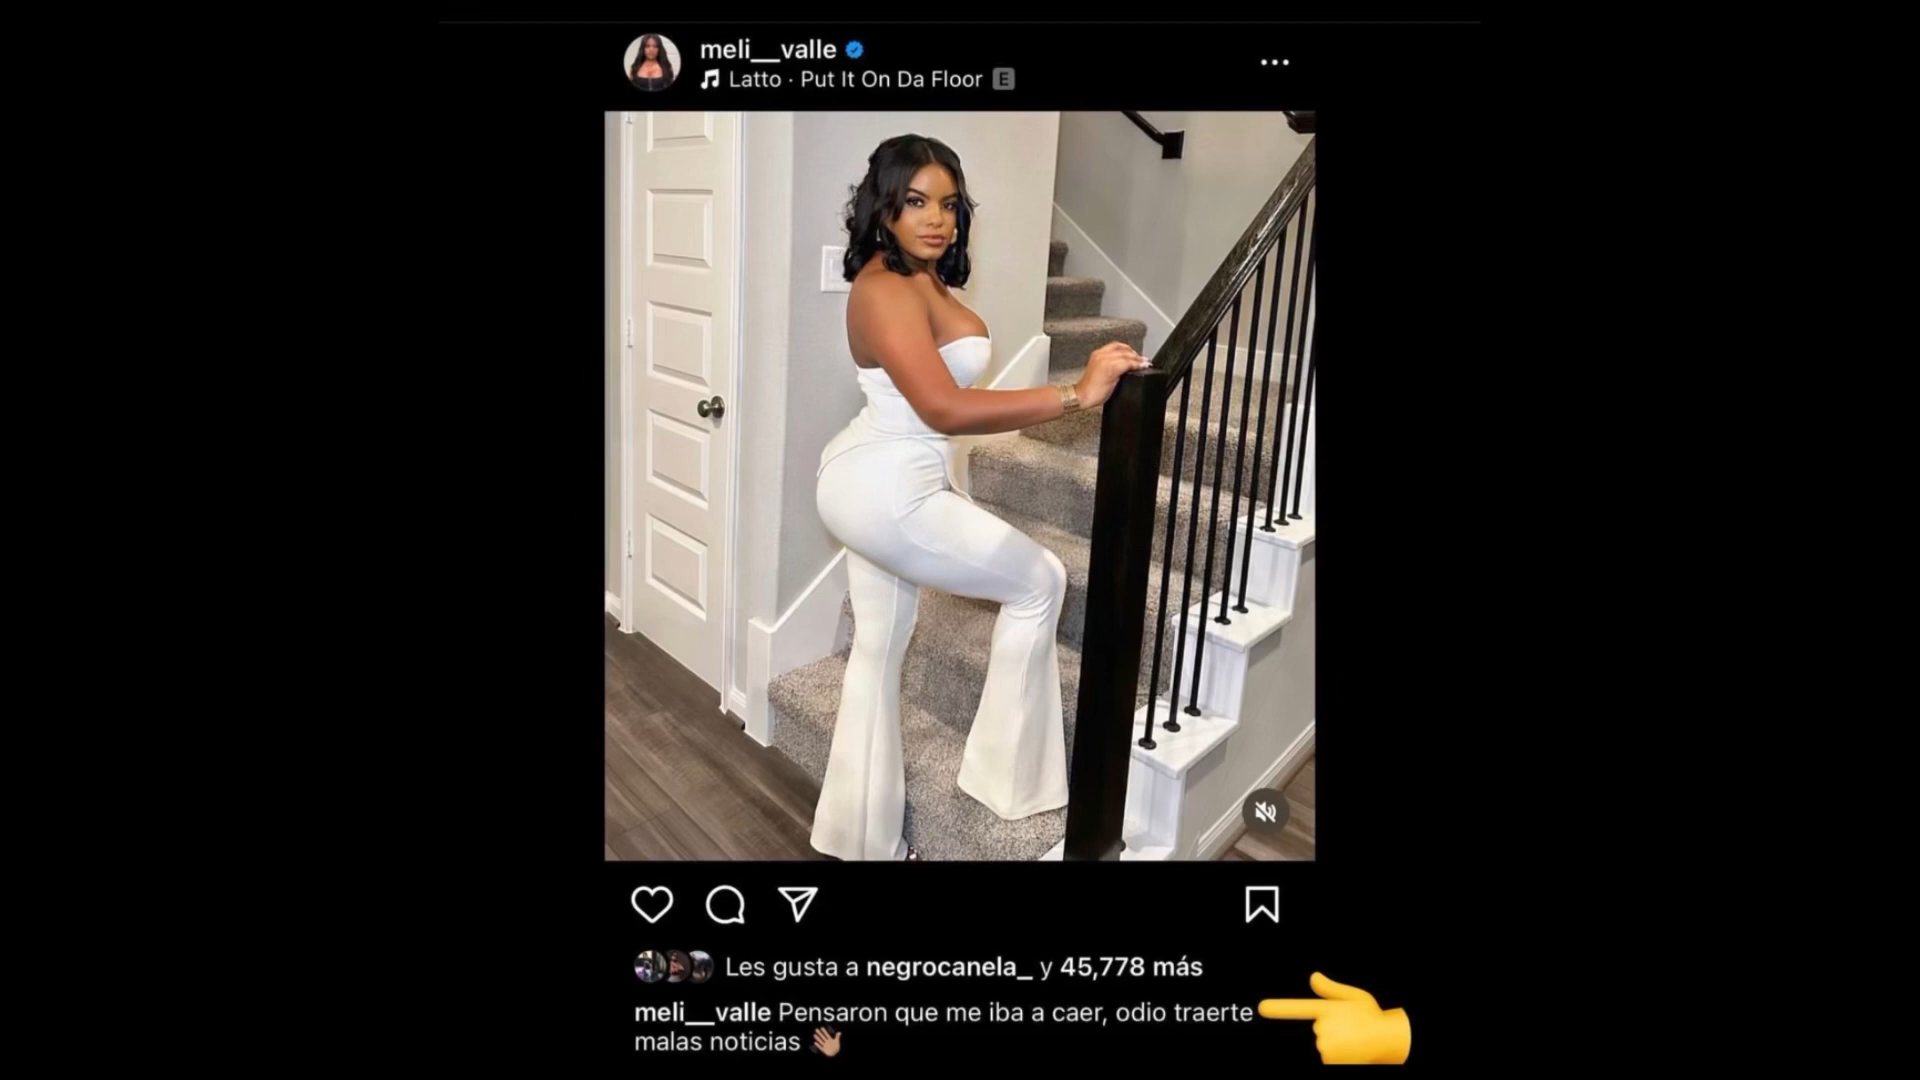 meli__valle
Latto · Put It On Da Floor E
Les gusta a negrocanela_ y 45,778 más
meli__valle Pensaron que me iba a caer, odio traerte
malas noticias 👋🏽